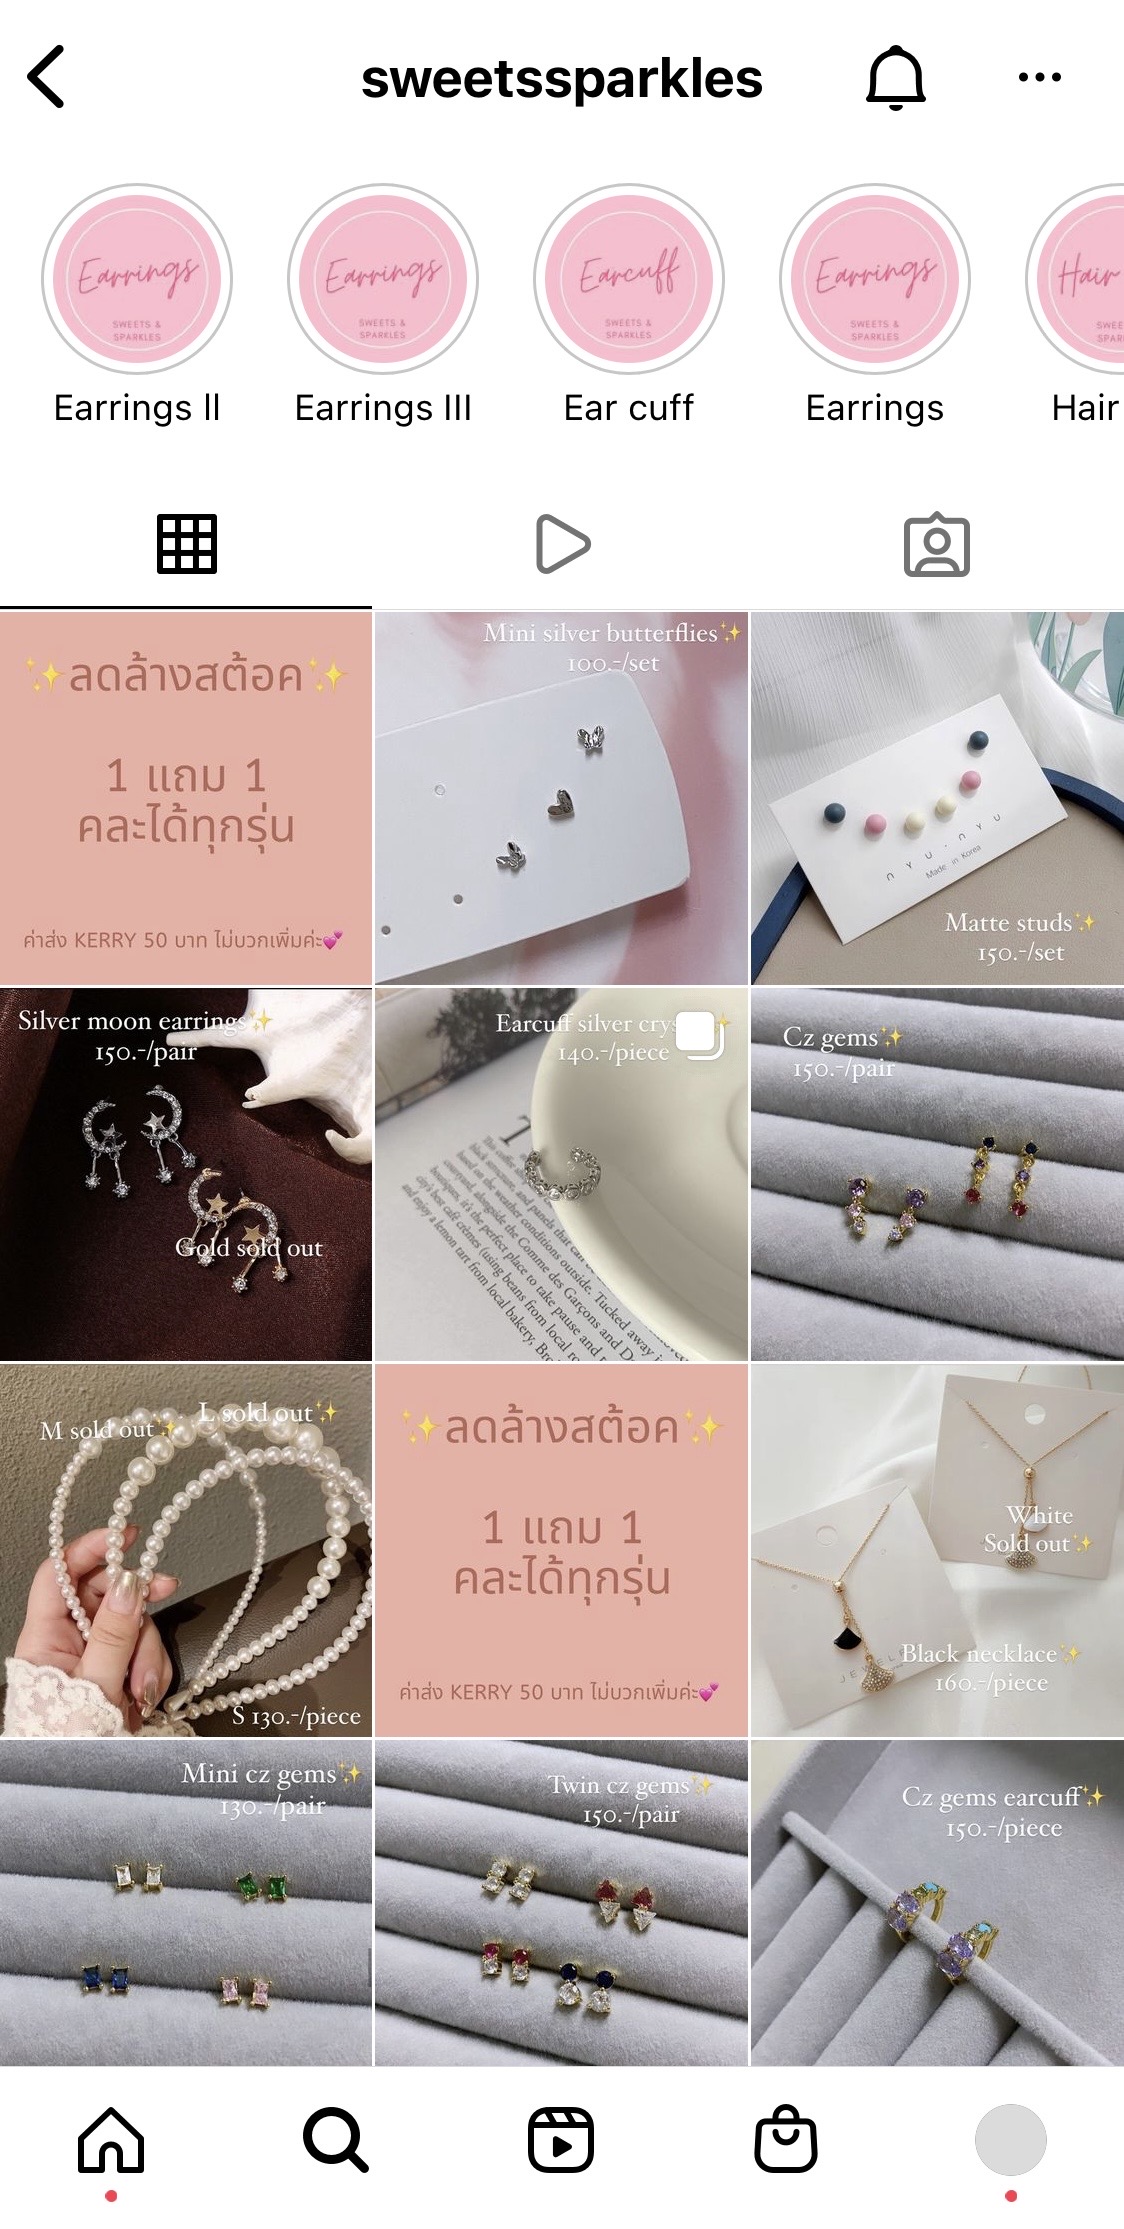 sweetssparkles
Earrings
SWEETS &
SPARKLES
Earrings ll
Earrings
SWEETS &
SPARKLES
Earrings III
Earcuff
SWEETS &
SPARKLES
Ear cuff
Earrings
SWEETS &
SPARKLES
Earrings
Hair
Hair
✨ลดล้างสต้อค✨
1 แถม 1
คละได้ทุกรุ่น
ค่าส่ง KERRY 50 บาท ไม่บวกเพิ่มค่ะ💕
Mini silver butterflies✨
100.-/set
nyu・nyu
Made in Korea
Matte studs✨
150.-/set
Silver moon earrings✨
150.-/pair
Gold sold out
Earcuff silver
140.-/piece
Cz gems✨
150.-/pair
M sold out✨
L sold out✨
S 130.-/piece
✨ลดล้างสต้อค✨
1 แถม 1
คละได้ทุกรุ่น
ค่าส่ง KERRY 50 บาท ไม่บวกเพิ่มค่ะ💕
White
Sold out✨
Black necklace✨
160.-/piece
Mini cz gems✨
130.-/pair
Twin cz gems✨
150.-/pair
Cz gems earcuff✨
150.-/piece